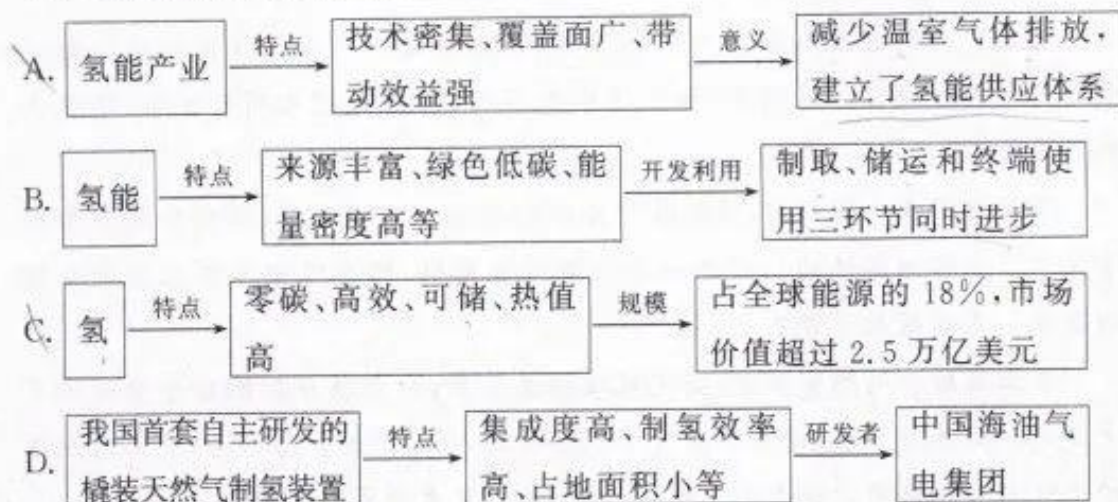 A. 氢能产业 特点 技术密集、覆盖面广、带动效益强 意义 减少温室气体排放，建立了氢能供应体系
B. 氢能 特点 来源丰富、绿色低碳、能量密度高等 开发利用 制取、储运和终端使用三环节同时进步
C. 氢 特点 零碳、高效、可储、热值高 规模 占全球能源的 18%，市场价值超过 2.5 万亿美元
D. 我国首套自主研发的橇装天然气制氢装置 特点 集成度高、制氢效率高、占地面积小等 研发者 中国海油气电集团